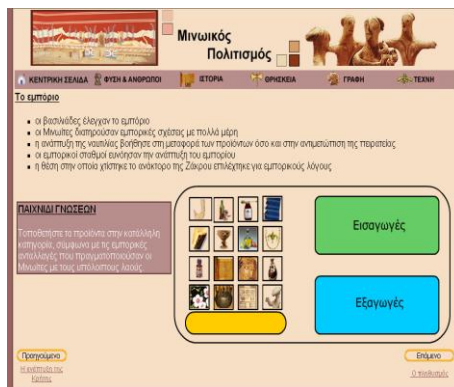 Μινωικός
Πολιτισμός
ΚΕΝΤΡΙΚΗ ΣΕΛΙΔΑ ΦΥΣΗ & ΑΝΘΡΩΠΟΙ ΙΣΤΟΡΙΑ ΘΡΗΣΚΕΙΑ ΓΡΑΦΗ ΤΕΧΝΗ
Το εμπόριο
οι βασιλιάδες έλεγχαν το εμπόριο
οι Μινωίτες διατηρούσαν εμπορικές σχέσεις με πολλά μέρη
η ανάπτυξη της ναυτιλίας βοήθησε στη μεταφορά των προϊόντων όσο και στην αντιμετώπιση της πειρατείας
οι εμπορικοί σταθμοί ευνόησαν την ανάπτυξη του εμπορίου
η θέση στην οποία χτίστηκε το ανάκτορο της Ζάκρου επιλέχτηκε για εμπορικούς λόγους
ΠΑΙΧΝΙΔΙ ΓΝΩΣΕΩΝ
Τοποθετήστε τα προϊόντα στην κατάλληλη
κατηγορία, σύμφωνα με τις εμπορικές
ανταλλαγές που πραγματοποιούσαν οι
Μινωίτες με τους υπόλοιπους λαούς.
Εισαγωγές
Εξαγωγές
Προηγούμενο
Η ανάπτυξη της
Κρήτης
Επόμενο
Ο πληθυσμός